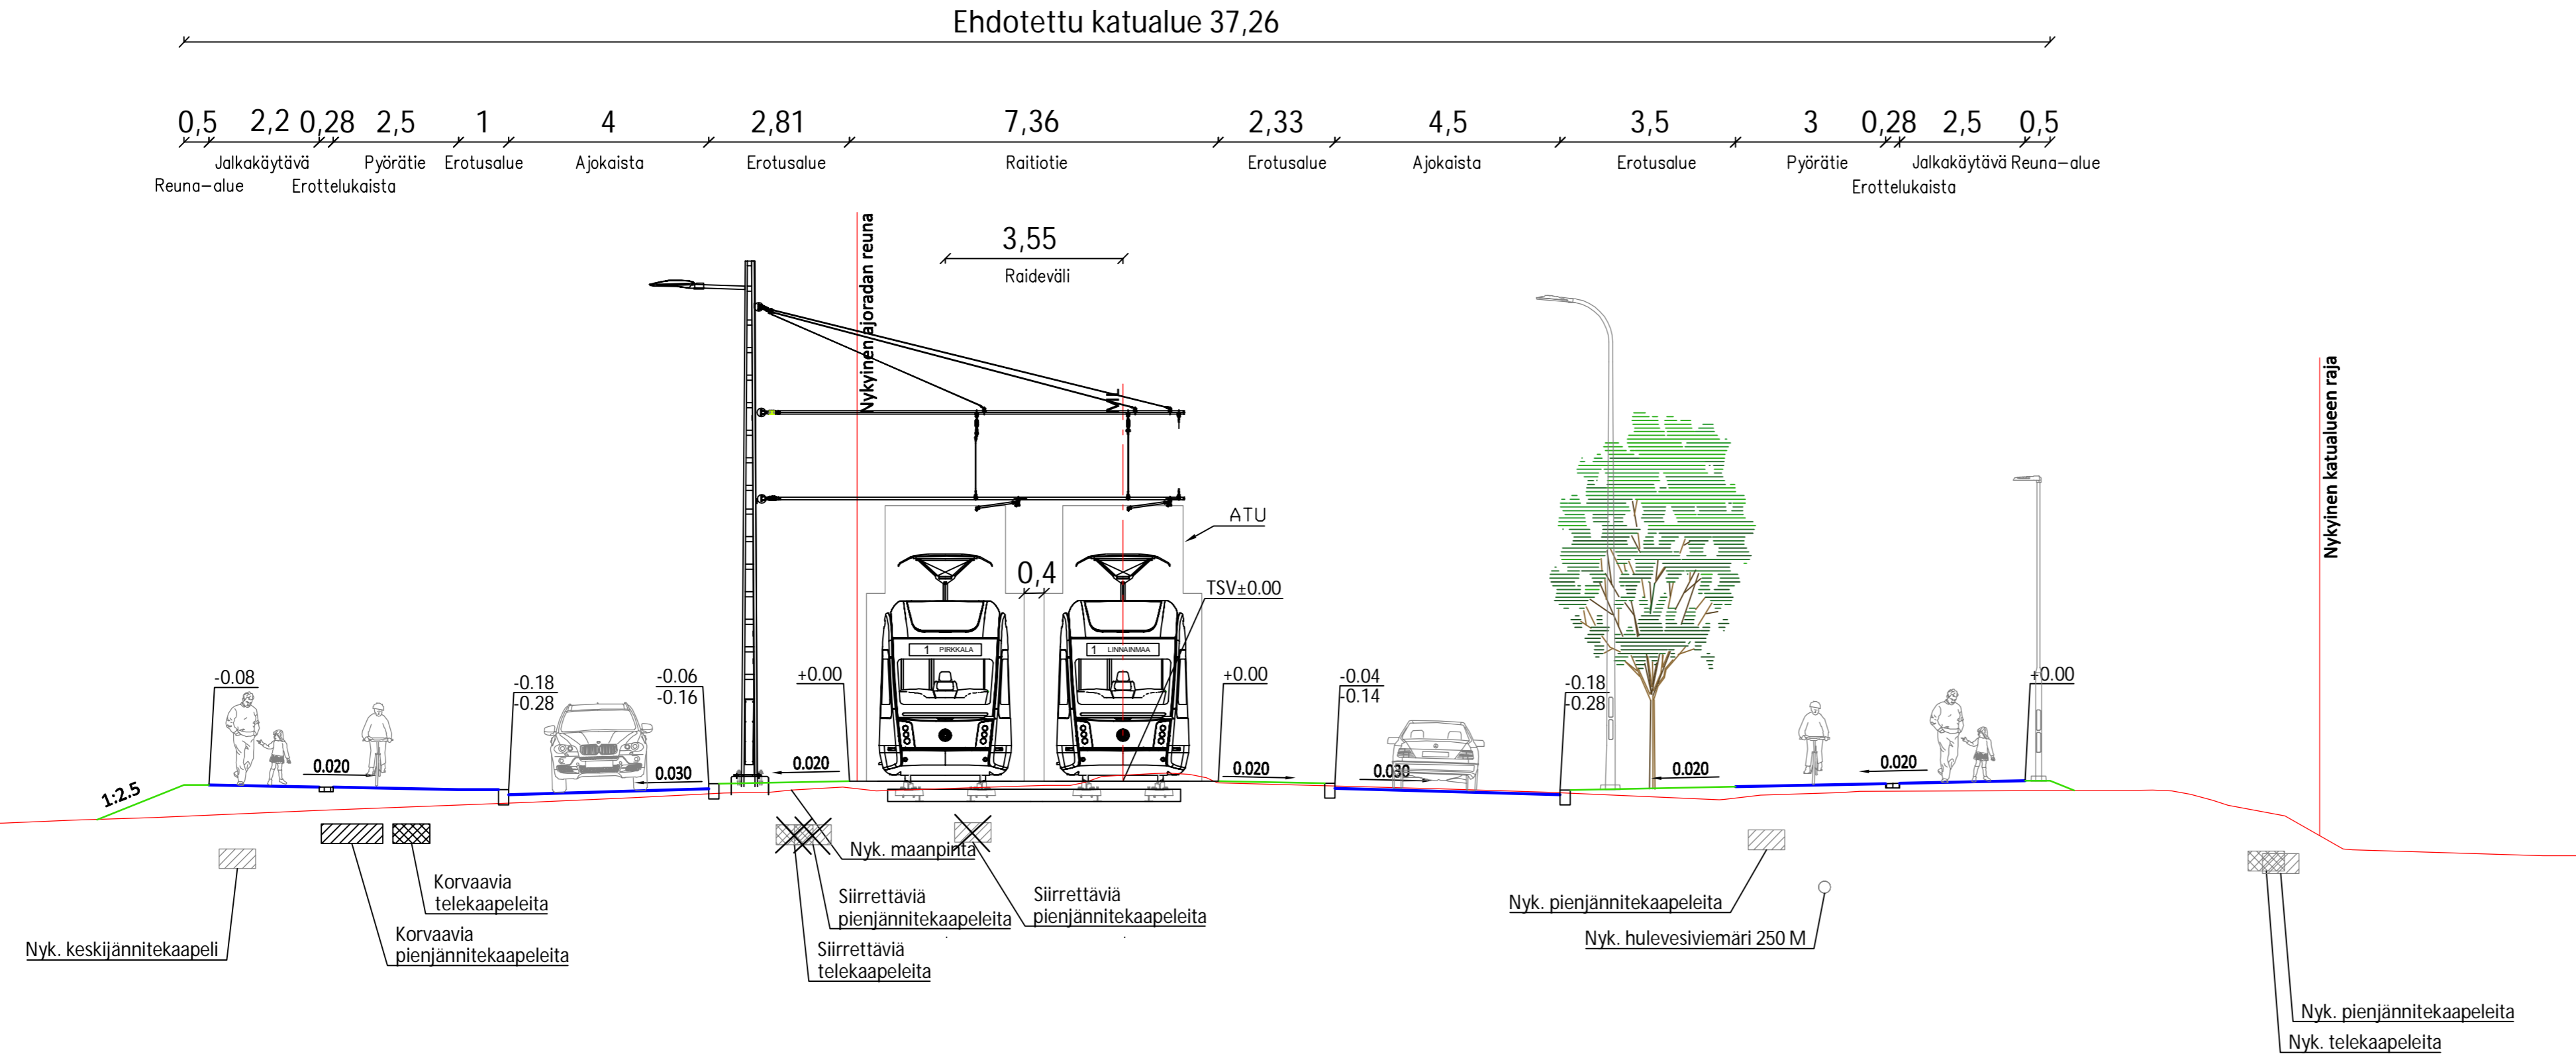 Ehdotettu katualue 37,26
0,5 2,2 0,28 2,5 1 4 2,81 7,36 2,33 4,5 3,5 3 0,28 2,5 0,5
Jalkakäytävä Pyörätie Erotusalue Ajokaista Erotusalue Raitiotie Erotusalue Ajokaista Erotusalue Pyörätie Jalkakäytävä Reuna-alue
Reuna-alue Erottelukaista Erottelukaista
Nykyinen ajoradan reuna
3,55
Raideväli
ML
Nykyinen katualueen raja
ATU
0,4
TSV±0.00
1 PIRKKALA
1 LINNAINMAA
-0.08
-0.18
-0.28
-0.06
-0.16
+0.00
+0.00
-0.04
-0.14
-0.18
-0.28
+0.00
1:2.5
0.020
0.030
0.020
0.020
0.030
0.020
0.020
Nyk. maanpinta
Korvaavia
telekaapeleita
Siirrettäviä
pienjännitekaapeleita
Siirrettäviä
pienjännitekaapeleita
Nyk. pienjännitekaapeleita
Korvaavia
pienjännitekaapeleita
Nyk. keskijännitekaapeli
Siirrettäviä
telekaapeleita
Nyk. hulevesiviemäri 250 M
Nyk. pienjännitekaapeleita
Nyk. telekaapeleita